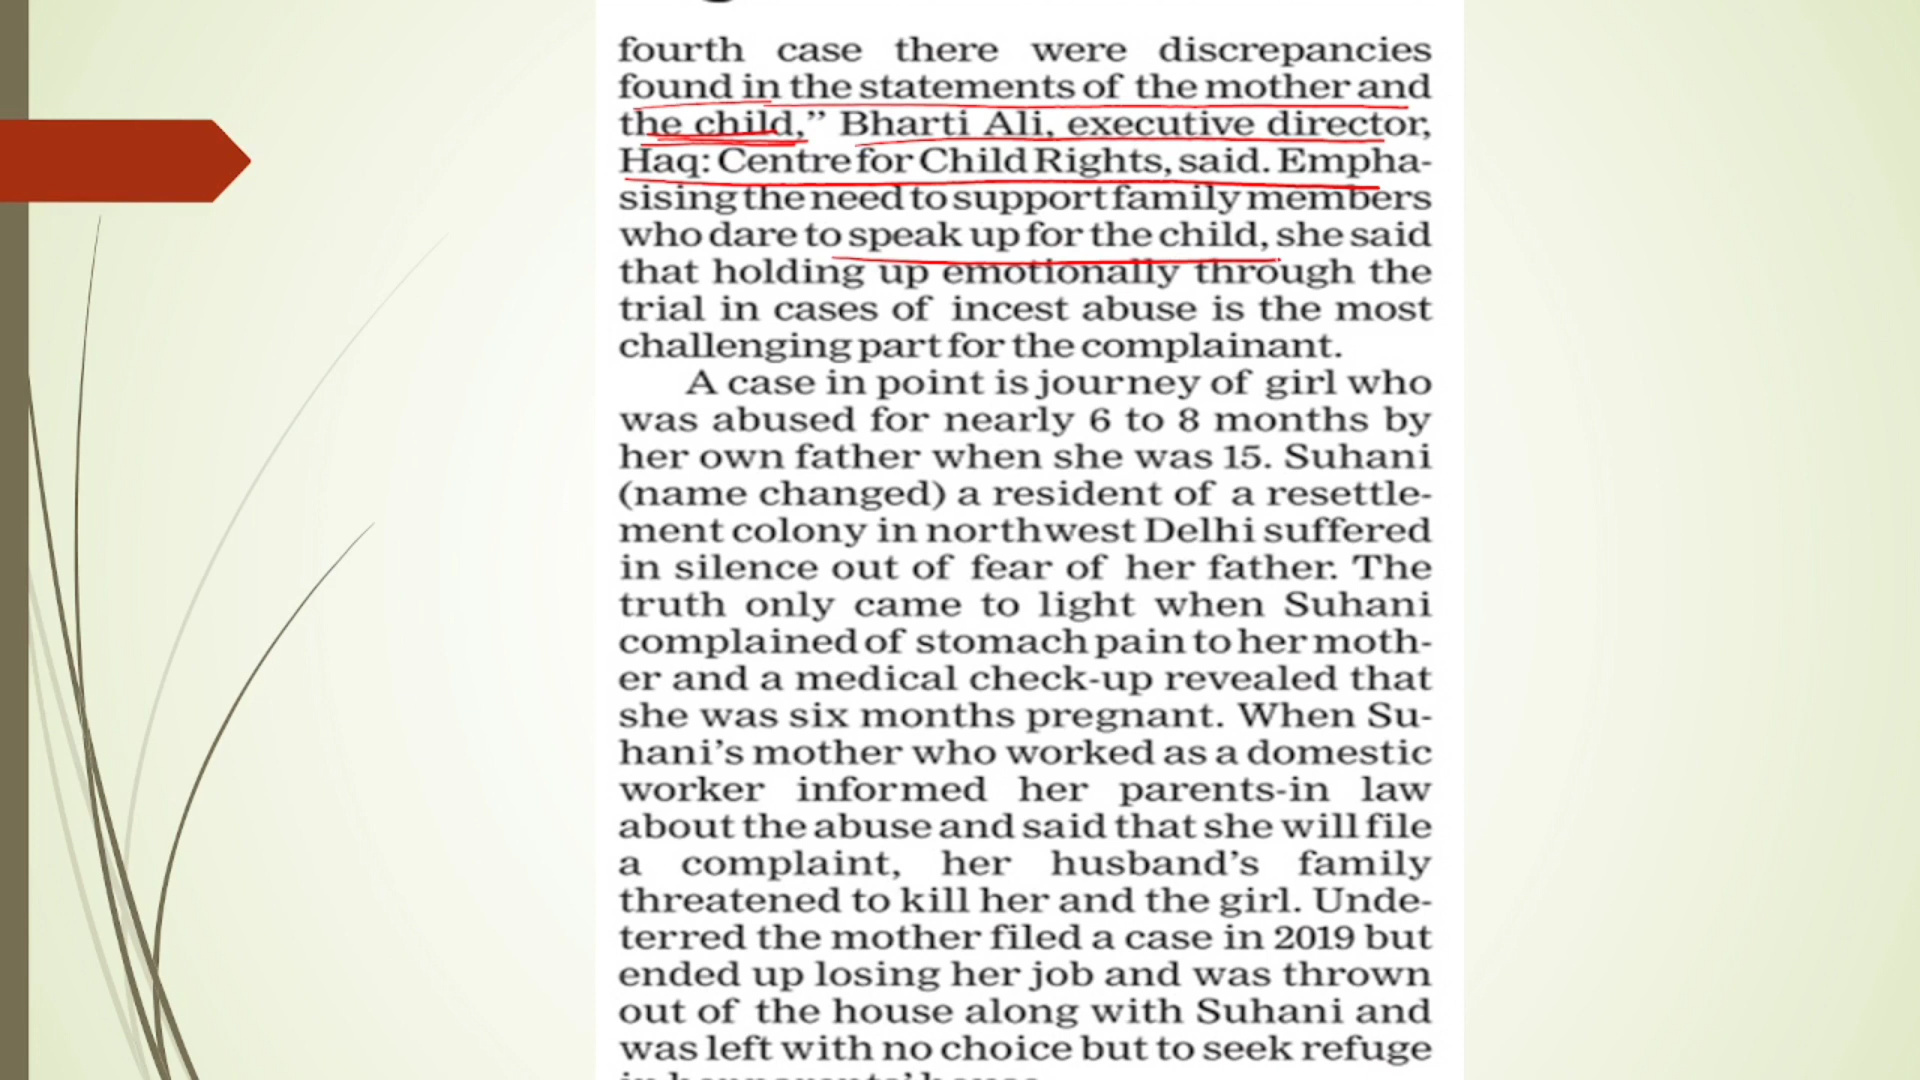 fourth case there were discrepancies
found in the statements of the mother and
the child,” Bharti Ali, executive director,
Haq: Centre for Child Rights, said. Empha-
sising the need to support family members
who dare to speak up for the child, she said
that holding up emotionally through the
trial in cases of incest abuse is the most
challenging part for the complainant.
A case in point is journey of girl who
was abused for nearly 6 to 8 months by
her own father when she was 15. Suhani
(name changed) a resident of a resettle-
ment colony in northwest Delhi suffered
in silence out of fear of her father. The
truth only came to light when Suhani
complained of stomach pain to her moth-
er and a medical check-up revealed that
she was six months pregnant. When Su-
hani’s mother who worked as a domestic
worker informed her parents-in law
about the abuse and said that she will file
a complaint, her husband’s family
threatened to kill her and the girl. Unde-
terred the mother filed a case in 2019 but
ended up losing her job and was thrown
out of the house along with Suhani and
was left with no choice but to seek refuge